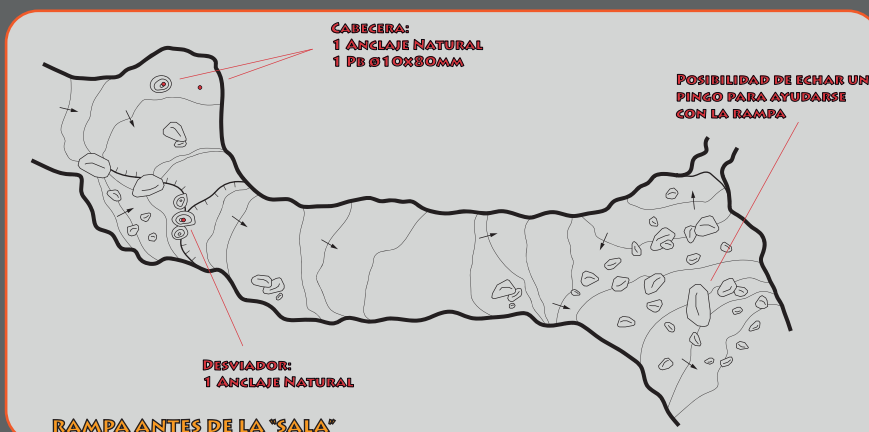 CABECERA:
1 ANCLAJE NATURAL
1 PB Ø10X80MM
POSIBILIDAD DE ECHAR UN
PINGO PARA AYUDARSE
CON LA RAMPA
DESVIADOR:
1 ANCLAJE NATURAL
RAMPA ANTES DE LA "SALA"